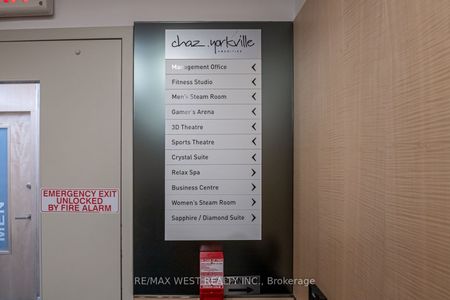 chaz.yorkville
AMENITIES
Management Office
Fitness Studio
Men's Steam Room
Gamer's Arena
3D Theatre
Sports Theatre
Crystal Suite
Relax Spa
Business Centre
Women's Steam Room
Sapphire / Diamond Suite
EMERGENCY EXIT
UNLOCKED
BY FIRE ALARM
MEN
RE/MAX WEST REALTY INC., Brokerage